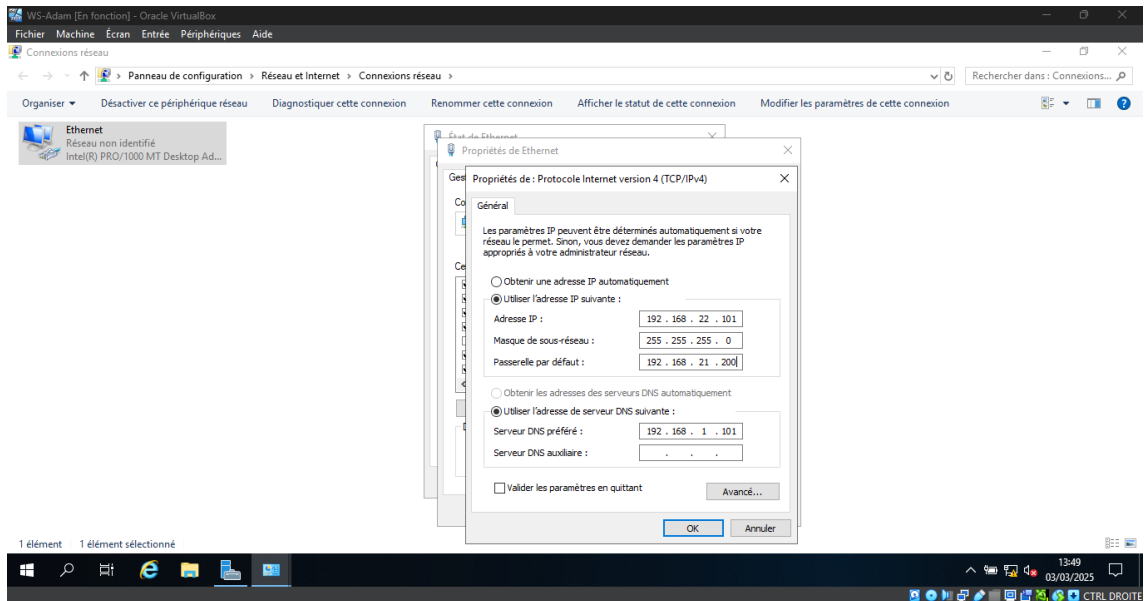 WS-Adam [En fonction] - Oracle VirtualBox
Fichier Machine Écran Entrée Périphériques Aide
Connexions réseau
Panneau de configuration > Réseau et Internet > Connexions réseau >
Rechercher dans : Connexions...
Organiser Désactiver ce périphérique réseau Diagnostiquer cette connexion Renommer cette connexion Afficher le statut de cette connexion Modifier les paramètres de cette connexion
Ethernet
Réseau non identifié
Intel(R) PRO/1000 MT Desktop Ad...
État de Ethernet
Propriétés de Ethernet
Ges
Propriétés de : Protocole Internet version 4 (TCP/IPv4)
Co
Général
Les paramètres IP peuvent être déterminés automatiquement si votre
réseau le permet. Sinon, vous devez demander les paramètres IP
appropriés à votre administrateur réseau.
Ce
Obtenir une adresse IP automatiquement
Utiliser l'adresse IP suivante :
Adresse IP : 192 . 168 . 22 . 101
Masque de sous-réseau : 255 . 255 . 255 . 0
Passerelle par défaut : 192 . 168 . 21 . 200
Obtenir les adresses des serveurs DNS automatiquement
Utiliser l'adresse de serveur DNS suivante :
Serveur DNS préféré : 192 . 168 . 1 . 101
Serveur DNS auxiliaire : . . .
Valider les paramètres en quittant
Avancé...
OK Annuler
1 élément 1 élément sélectionné
13:49
03/03/2025
CTRL DROITE